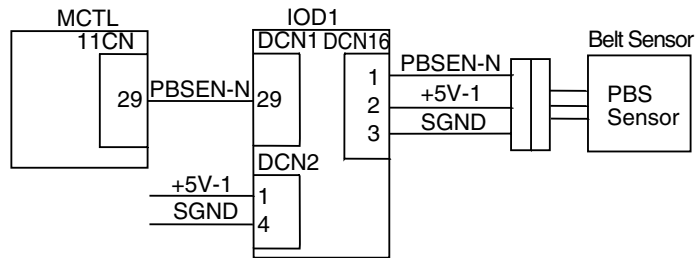 MCTL
IOD1
11CN
DCN1
DCN16
Belt Sensor
PBSEN-N
1
29
PBSEN-N
29
2
+5V-1
PBS
Sensor
3
SGND
DCN2
+5V-1
1
SGND
4